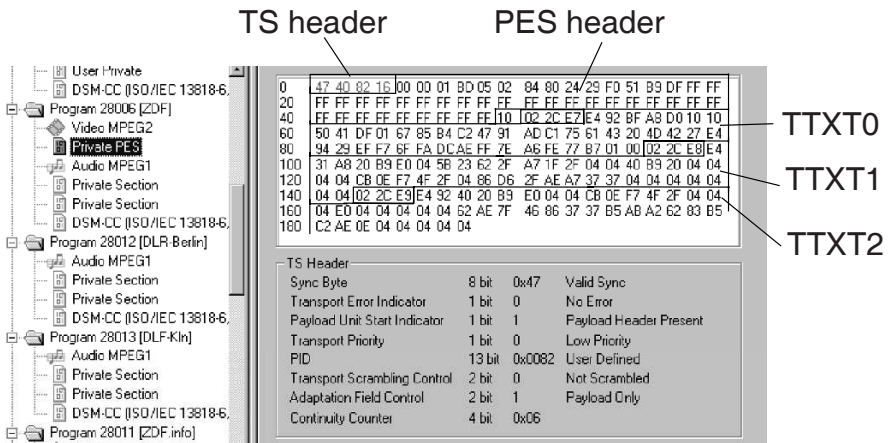 TS header
PES header
User Private
DSM-CC (ISO/IEC 13818-6,
Program 28006 [ZDF]
Video MPEG2
Private PES
Audio MPEG1
Private Section
Private Section
DSM-CC (ISO/IEC 13818-6,
Program 28012 [DLR-Berlin]
Audio MPEG1
Private Section
Private Section
DSM-CC (ISO/IEC 13818-6,
Program 28013 [DLF-Kln]
Audio MPEG1
Private Section
Private Section
DSM-CC (ISO/IEC 13818-6,
Program 28011 [ZDF.info]
0 47 40 82 16 00 00 01 BD 05 02 84 80 24 29 F0 51 B9 DF FF FF
20 FF FF FF FF FF FF FF FF FF FF FF FF FF FF FF FF FF FF FF FF
40 FF FF FF FF FF FF FF FF FF 10 02 2C E7 E4 92 BF A8 D0 10 10
60 50 41 DF 01 67 85 B4 C2 47 91 AD C1 75 61 43 20 4D 42 27 E4
80 94 29 EF F7 6F FA DC AE FF 7E A6 FE 77 B7 01 00 02 2C E8 E4
100 31 A8 20 B9 E0 04 5B 23 62 2F A7 1F 2F 04 04 40 B9 20 04 04
120 04 04 CB 0E F7 4F 2F 04 86 D6 2F AE A7 37 37 04 04 04 04 04
140 04 04 02 2C E9 E4 92 40 20 B9 E0 04 04 CB 0E F7 4F 2F 04 04
160 04 E0 04 04 04 04 04 62 AE 7F 46 86 37 37 B5 AB A2 62 83 B5
180 C2 AE 0E 04 04 04 04 04
TTXT0
TTXT1
TTXT2
TS Header
Sync Byte 8 bit 0x47 Valid Sync
Transport Error Indicator 1 bit 0 No Error
Payload Unit Start Indicator 1 bit 1 Payload Header Present
Transport Priority 1 bit 0 Low Priority
PID 13 bit 0x0082 User Defined
Transport Scrambling Control 2 bit 0 Not Scrambled
Adaptation Field Control 2 bit 1 Payload Only
Continuity Counter 4 bit 0x06